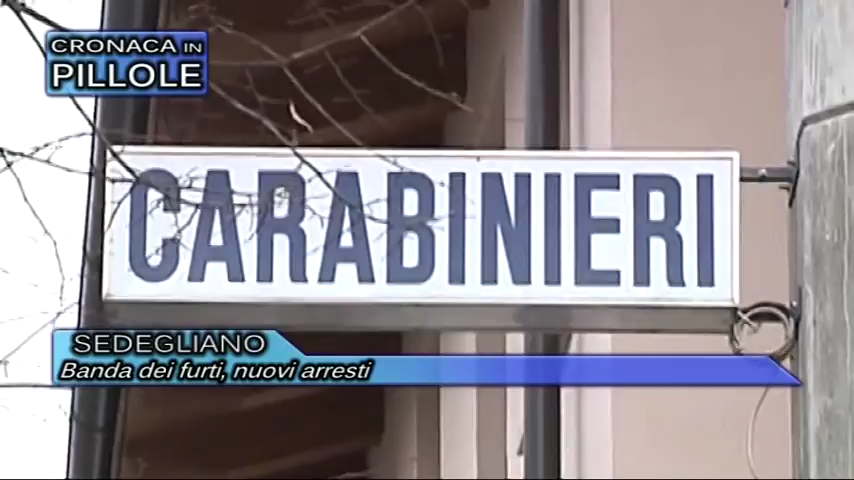 CRONACA IN
PILLOLE
CARABINIERI
SEDEGLIANO
Banda dei furti, nuovi arresti